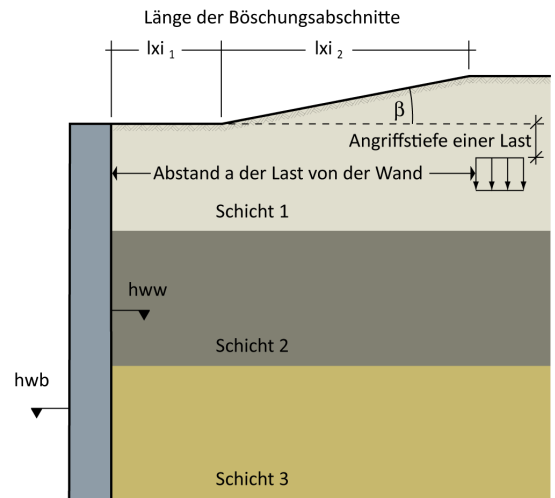 Länge der Böschungsabschnitte
lxi 1
lxi 2
β
Angriffstiefe einer Last
Abstand a der Last von der Wand
Schicht 1
hww
Schicht 2
hwb
Schicht 3